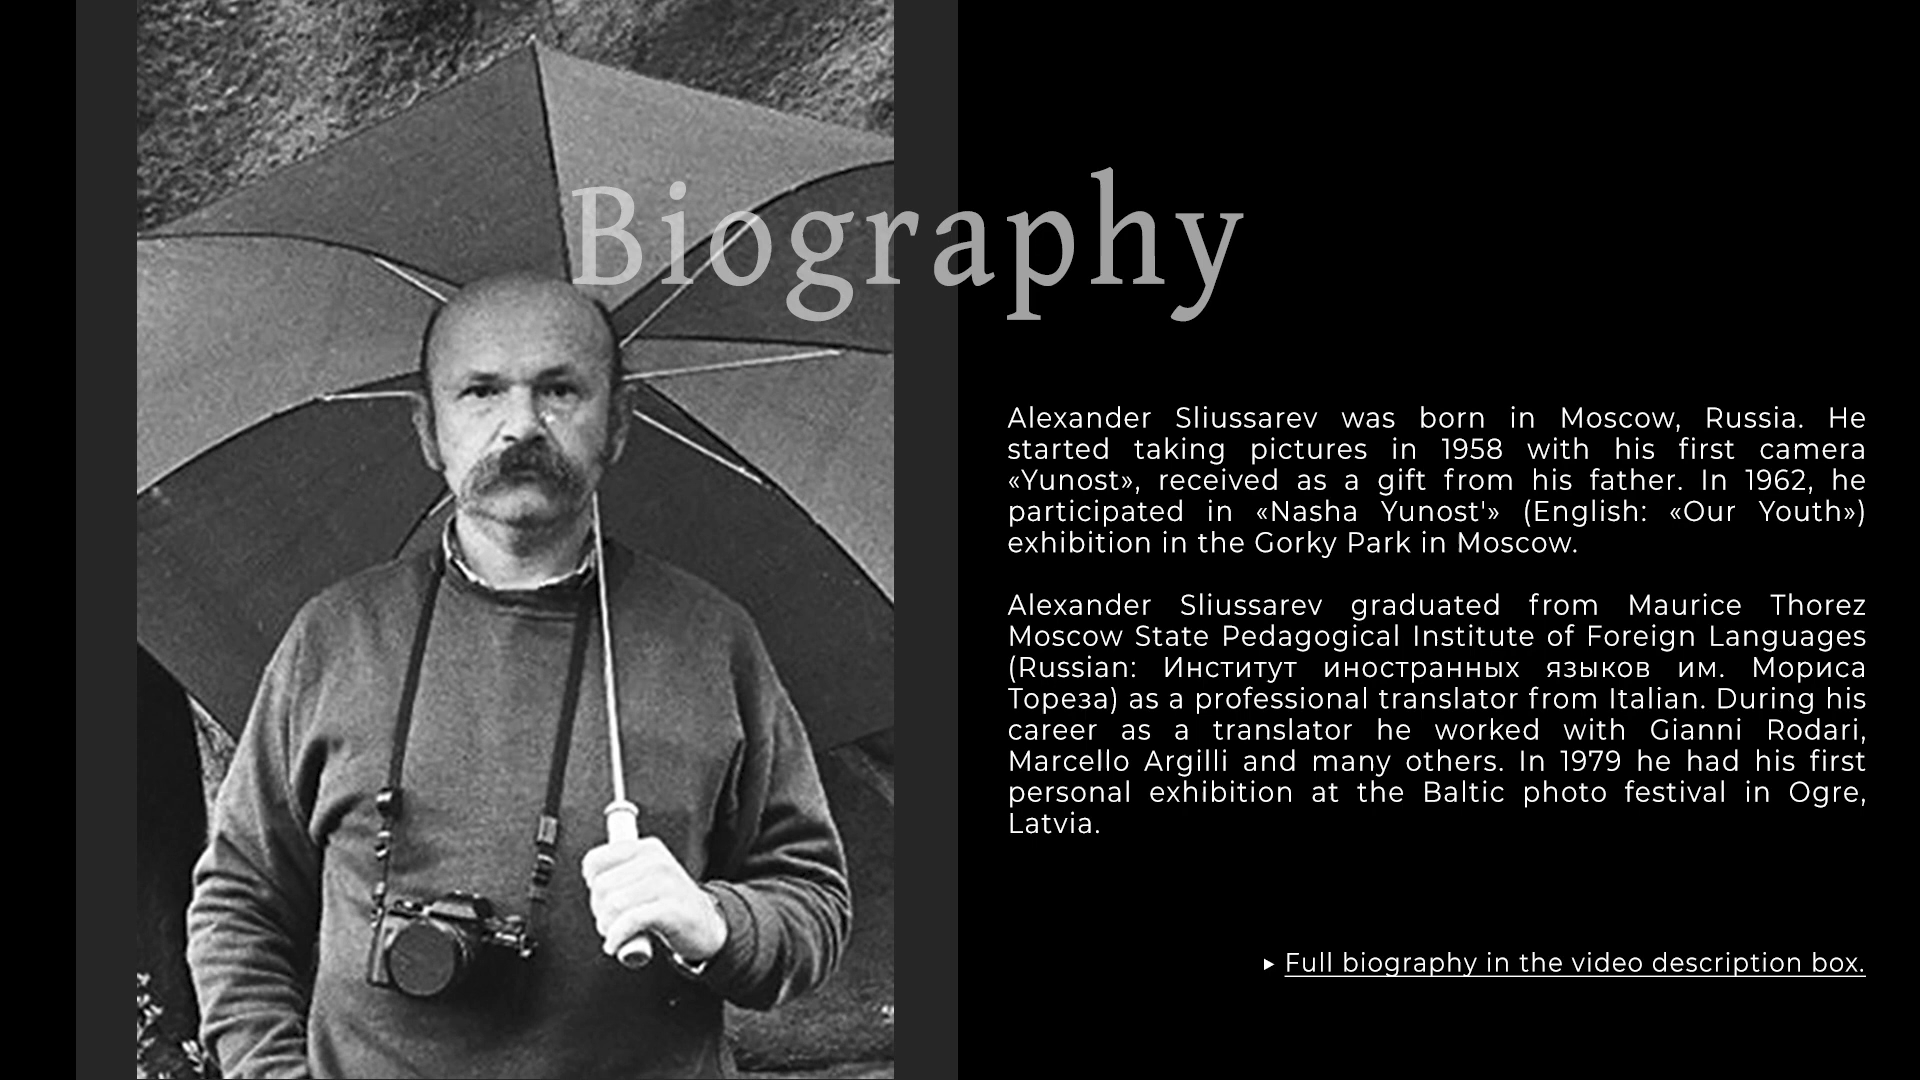 Biography
Alexander Sliussarev was born in Moscow, Russia. He
started taking pictures in 1958 with his first camera
«Yunost», received as a gift from his father. In 1962, he
participated in «Nasha Yunost'» (English: «Our Youth»)
exhibition in the Gorky Park in Moscow.
Alexander Sliussarev graduated from Maurice Thorez
Moscow State Pedagogical Institute of Foreign Languages
(Russian: Институт иностранных языков им. Мориса
Тореза) as a professional translator from Italian. During his
career as a translator he worked with Gianni Rodari,
Marcello Argilli and many others. In 1979 he had his first
personal exhibition at the Baltic photo festival in Ogre,
Latvia.
▸ Full biography in the video description box.